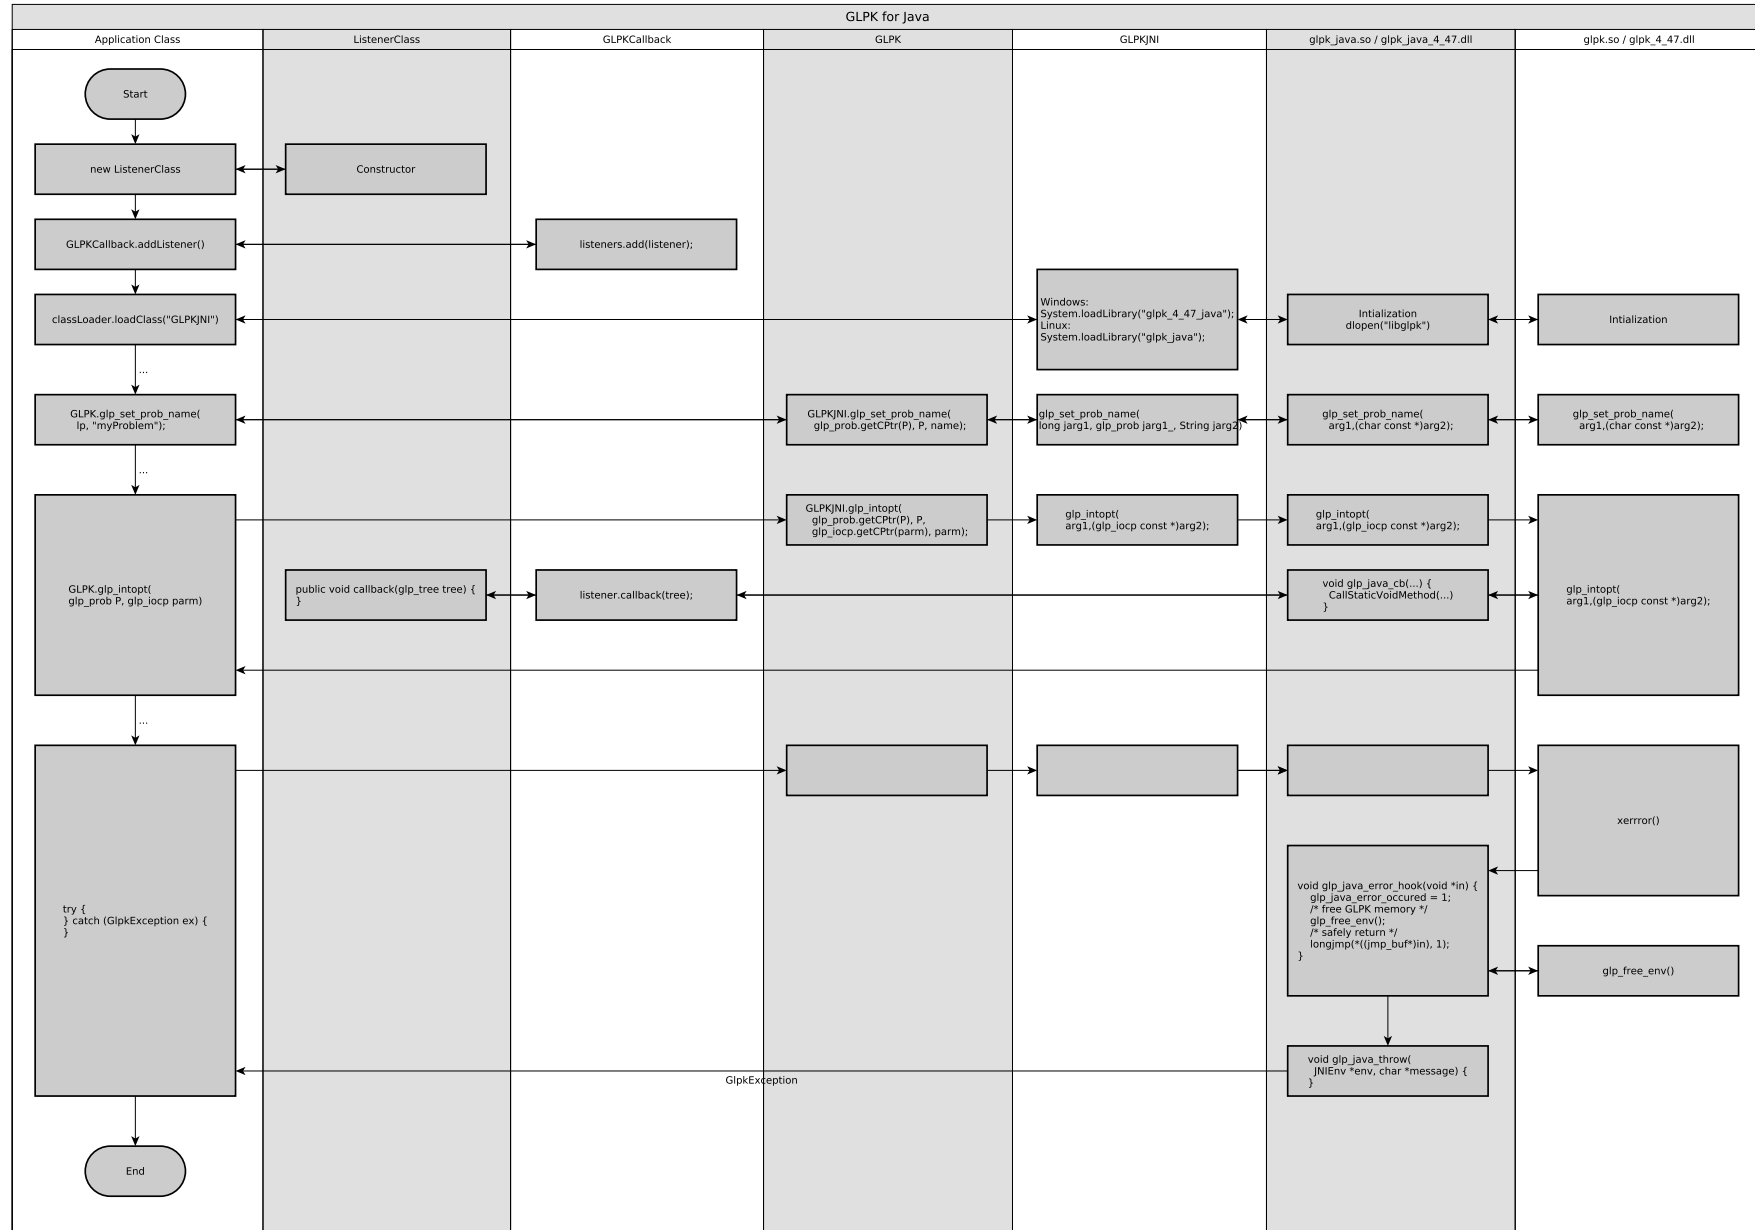 GLPK for Java
Application Class
ListenerClass
GLPKCallback
GLPK
GLPKJNI
glpk_java.so / glpk_java_4_47.dll
glpk.so / glpk_4_47.dll
Start
new ListenerClass
Constructor
GLPKCallback.addListener()
listeners.add(listener);
classLoader.loadClass("GLPKJNI")
Windows:
System.loadLibrary("glpk_4_47_java");
Linux:
System.loadLibrary("glpk_java");
Intialization
dlopen("libglpk")
Intialization
...
GLPK.glp_set_prob_name(
lp, "myProblem");
GLPKJNI.glp_set_prob_name(
glp_prob.getCPtr(P), P, name);
glp_set_prob_name(
long jarg1, glp_prob jarg1_, String jarg2)
glp_set_prob_name(
arg1,(char const *)arg2);
glp_set_prob_name(
arg1,(char const *)arg2);
...
GLPK.glp_intopt(
glp_prob P, glp_iocp parm)
GLPKJNI.glp_intopt(
glp_prob.getCPtr(P), P,
glp_iocp.getCPtr(parm), parm);
glp_intopt(
arg1,(glp_iocp const *)arg2);
glp_intopt(
arg1,(glp_iocp const *)arg2);
glp_intopt(
arg1,(glp_iocp const *)arg2);
public void callback(glp_tree tree) {
}
listener.callback(tree);
void glp_java_cb(...) {
CallStaticVoidMethod(...)
}
...
try {
} catch (GlpkException ex) {
}
xerrror()
void glp_java_error_hook(void *in) {
glp_java_error_occured = 1;
/* free GLPK memory */
glp_free_env();
/* safely return */
longjmp(*((jmp_buf*)in), 1);
}
glp_free_env()
void glp_java_throw(
JNIEnv *env, char *message) {
}
GlpkException
End